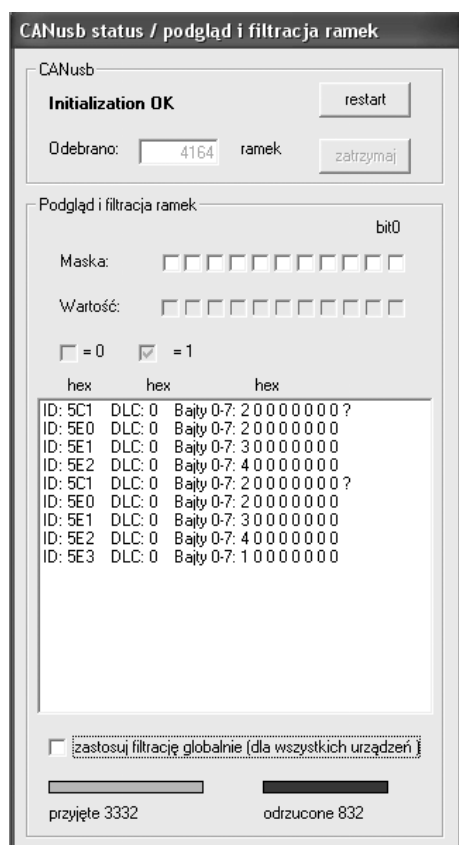 CANusb status / podgląd i filtracja ramek
CANusb
Initialization OK
restart
Odebrano: 4164 ramek
zatrzymaj
Podgląd i filtracja ramek
bit0
Maska:
Wartość:
= 0 = 1
hex hex hex
ID: 5C1 DLC: 0 Bajty 0-7: 2 0 0 0 0 0 0 0 ?
ID: 5E0 DLC: 0 Bajty 0-7: 2 0 0 0 0 0 0 0
ID: 5E1 DLC: 0 Bajty 0-7: 3 0 0 0 0 0 0 0
ID: 5E2 DLC: 0 Bajty 0-7: 4 0 0 0 0 0 0 0
ID: 5C1 DLC: 0 Bajty 0-7: 2 0 0 0 0 0 0 0 ?
ID: 5E0 DLC: 0 Bajty 0-7: 2 0 0 0 0 0 0 0
ID: 5E1 DLC: 0 Bajty 0-7: 3 0 0 0 0 0 0 0
ID: 5E2 DLC: 0 Bajty 0-7: 4 0 0 0 0 0 0 0
ID: 5E3 DLC: 0 Bajty 0-7: 1 0 0 0 0 0 0 0
zastosuj filtrację globalnie (dla wszystkich urządzeń )
przyjęte 3332 odrzucone 832